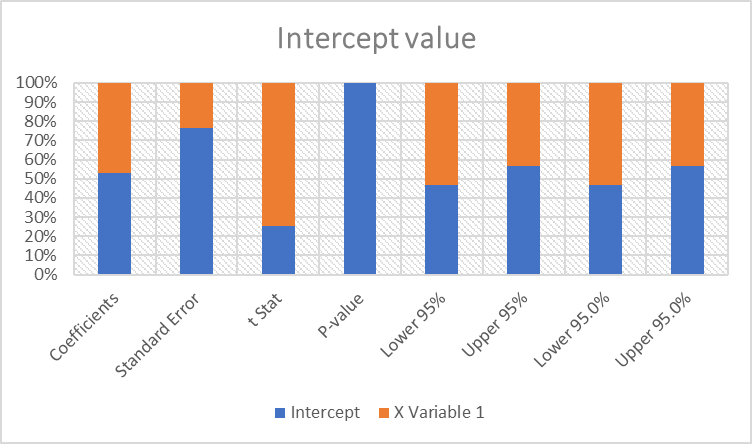 Intercept value
100%
90%
80%
70%
60%
50%
40%
30%
20%
10%
0%
Coefficients
Standard Error
t Stat
P-value
Lower 95%
Upper 95%
Lower 95.0%
Upper 95.0%
Intercept
X Variable 1